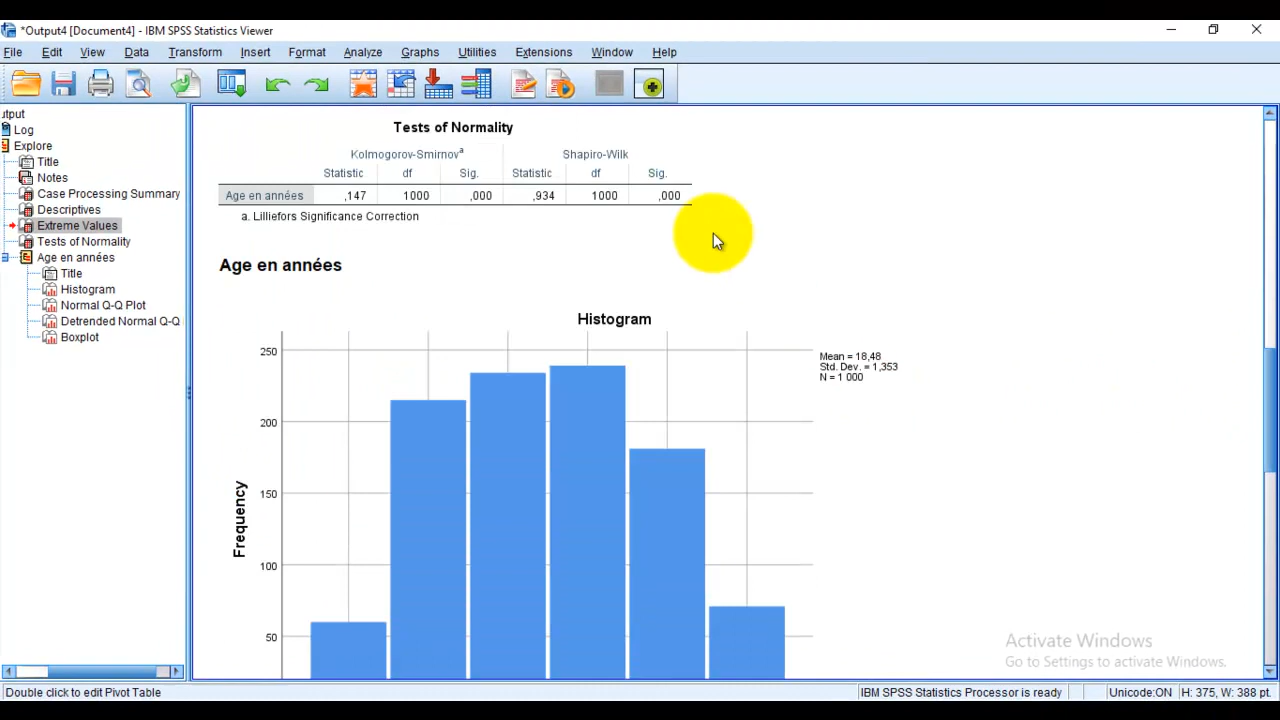 *Output4 [Document4] - IBM SPSS Statistics Viewer
File Edit View Data Transform Insert Format Analyze Graphs Utilities Extensions Window Help
utput
Log
Explore
Title
Notes
Case Processing Summary
Descriptives
Extreme Values
Tests of Normality
Age en années
Title
Histogram
Normal Q-Q Plot
Detrended Normal Q-Q
Boxplot
Tests of Normality
Kolmogorov-Smirnov^a Shapiro-Wilk
Statistic df Sig. Statistic df Sig.
Age en années ,147 1000 ,000 ,934 1000 ,000
a. Lilliefors Significance Correction
Age en années
Histogram
250
200
150
100
50
Frequency
Mean = 18,48
Std. Dev. = 1,353
N = 1 000
Activate Windows
Go to Settings to activate Windows.
Double click to edit Pivot Table IBM SPSS Statistics Processor is ready Unicode:ON H: 375, W: 388 pt.